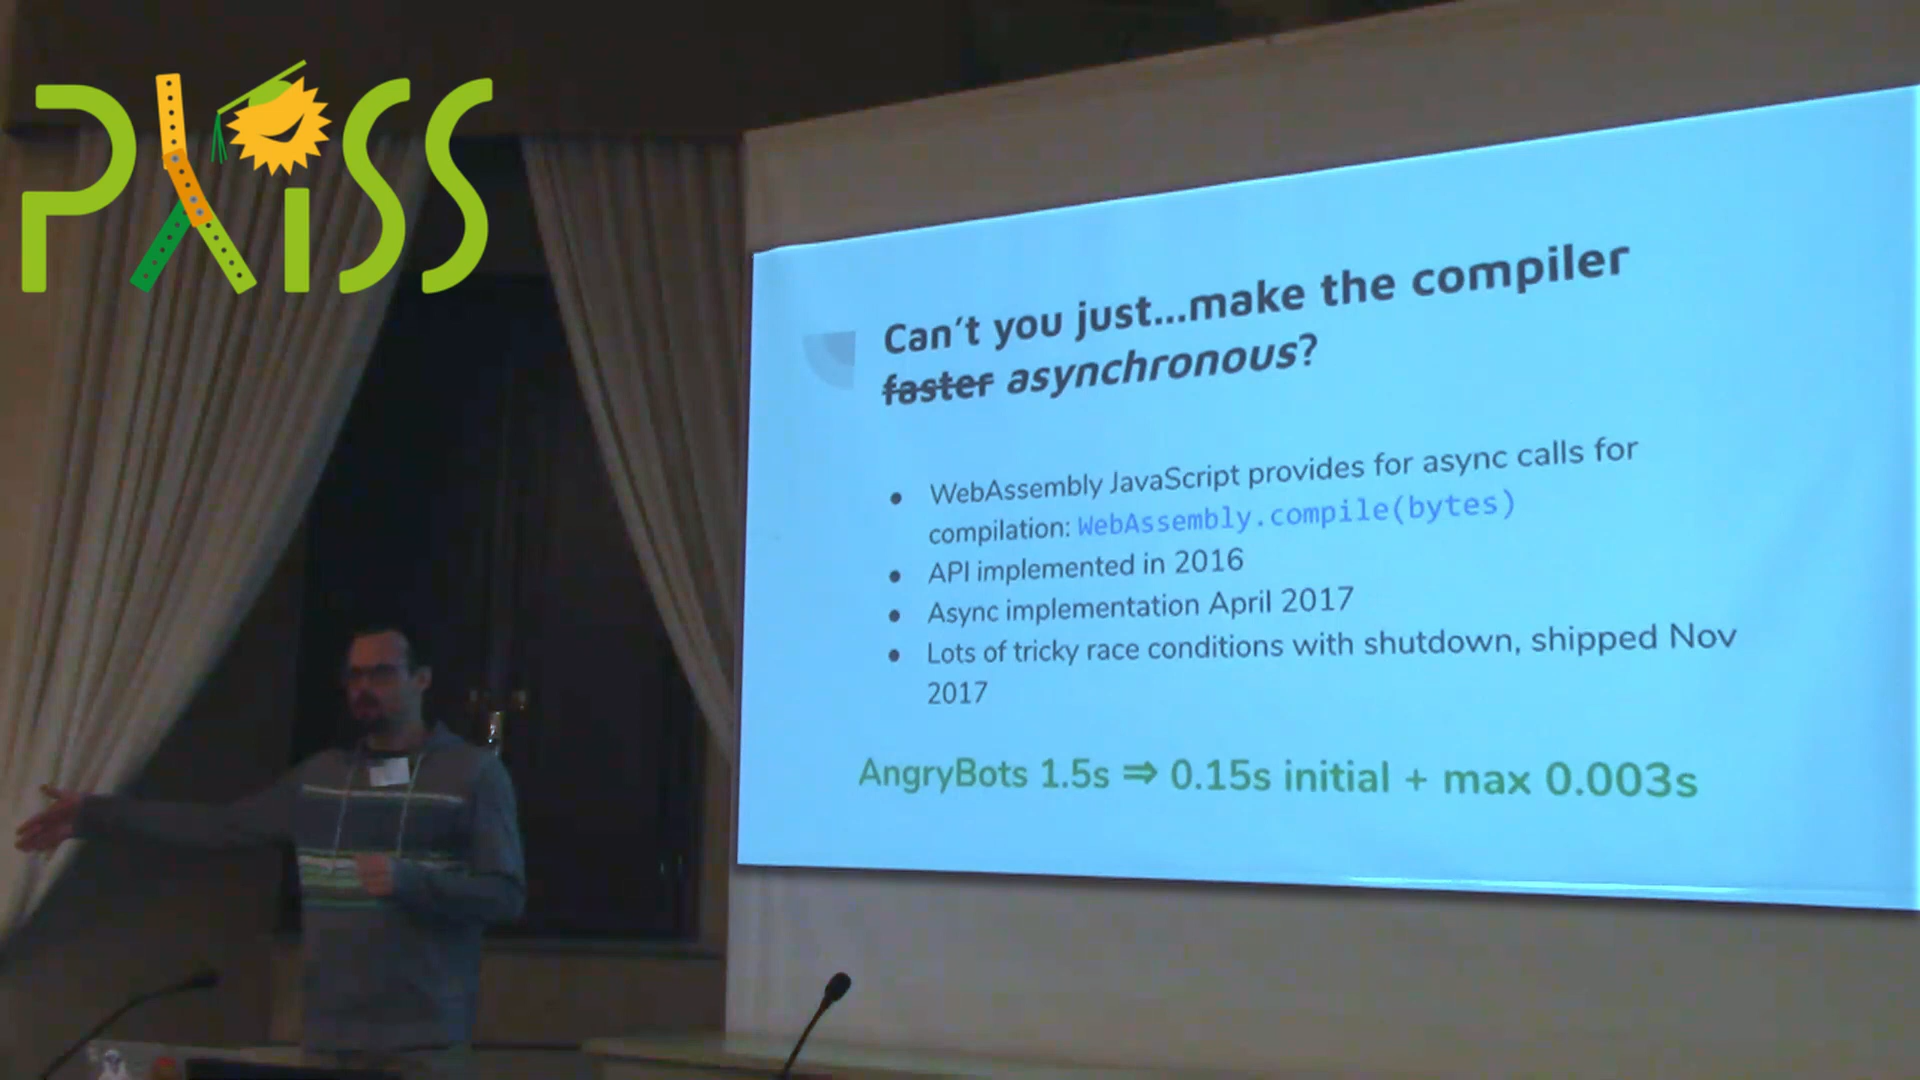 PLISS
Can't you just...make the compiler
faster asynchronous?
WebAssembly JavaScript provides for async calls for
compilation: WebAssembly.compile(bytes)
API implemented in 2016
Async implementation April 2017
Lots of tricky race conditions with shutdown, shipped Nov
2017
AngryBots 1.5s ⇒ 0.15s initial + max 0.003s